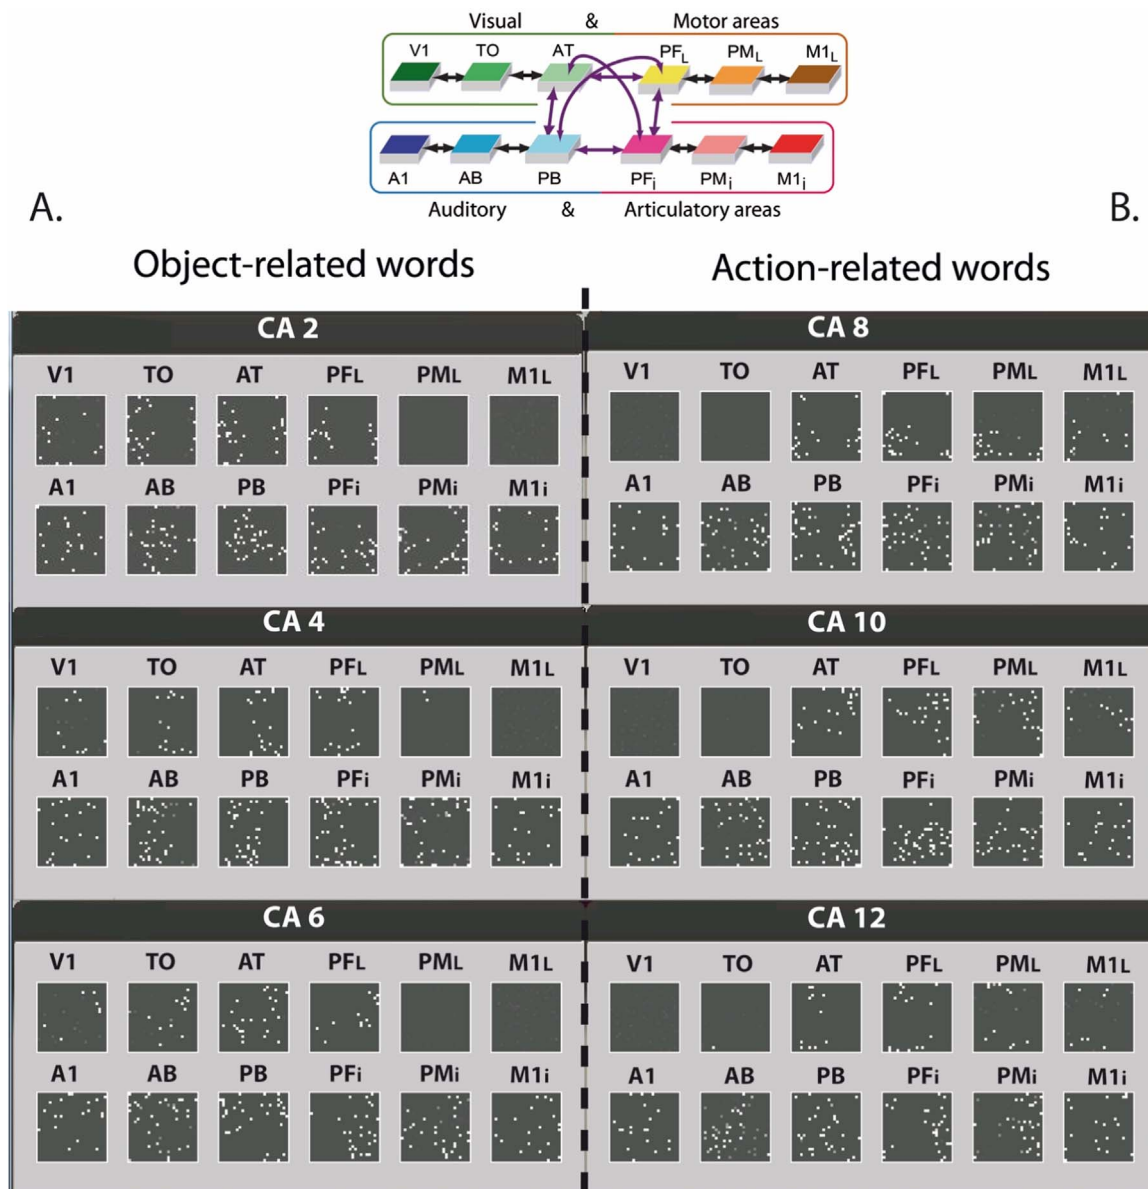 Visual & Motor areas
V1 TO AT PFL PML M1L
A1 AB PB PFi PMi M1i
Auditory & Articulatory areas
A. B.
Object-related words Action-related words
CA 2 CA 8
V1 TO AT PFL PML M1L V1 TO AT PFL PML M1L
A1 AB PB PFi PMi M1i A1 AB PB PFi PMi M1i
CA 4 CA 10
V1 TO AT PFL PML M1L V1 TO AT PFL PML M1L
A1 AB PB PFi PMi M1i A1 AB PB PFi PMi M1i
CA 6 CA 12
V1 TO AT PFL PML M1L V1 TO AT PFL PML M1L
A1 AB PB PFi PMi M1i A1 AB PB PFi PMi M1i